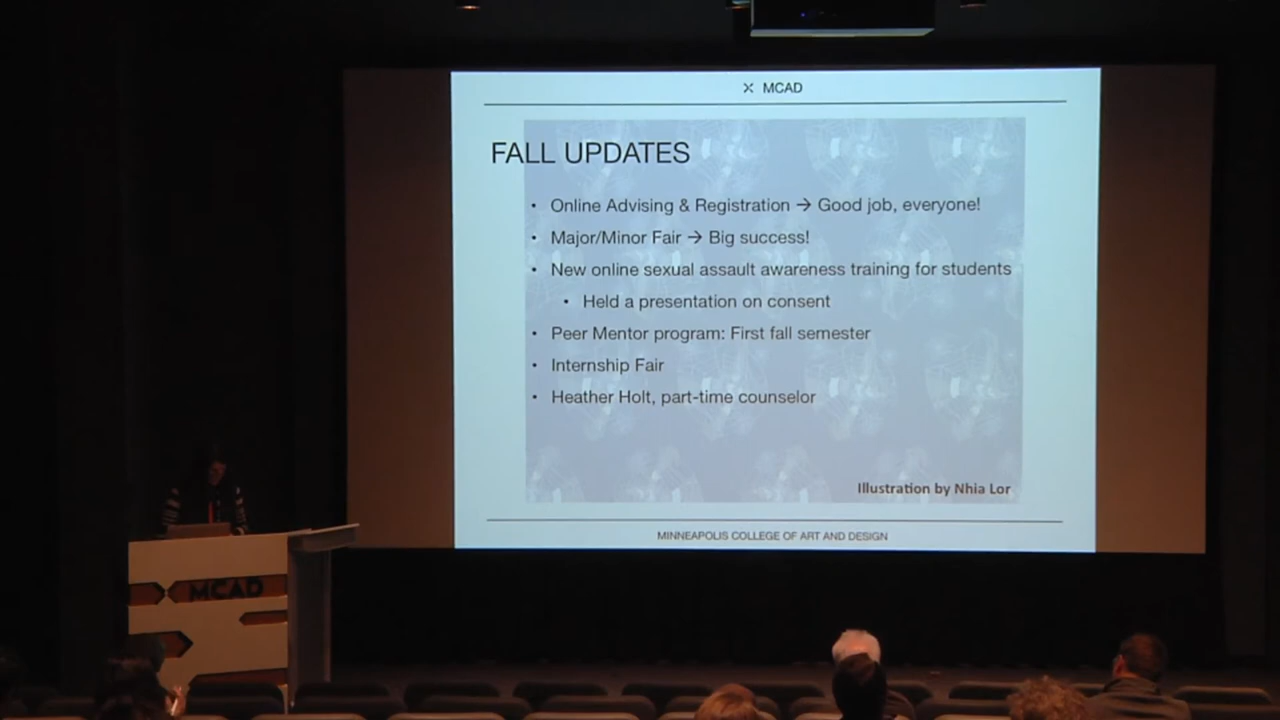 MCAD
FALL UPDATES
• Online Advising & Registration → Good job, everyone!
• Major/Minor Fair → Big success!
• New online sexual assault awareness training for students
• Held a presentation on consent
• Peer Mentor program: First fall semester
• Internship Fair
• Heather Holt, part-time counselor
Illustration by Nhia Lor
MINNEAPOLIS COLLEGE OF ART AND DESIGN
MCAD